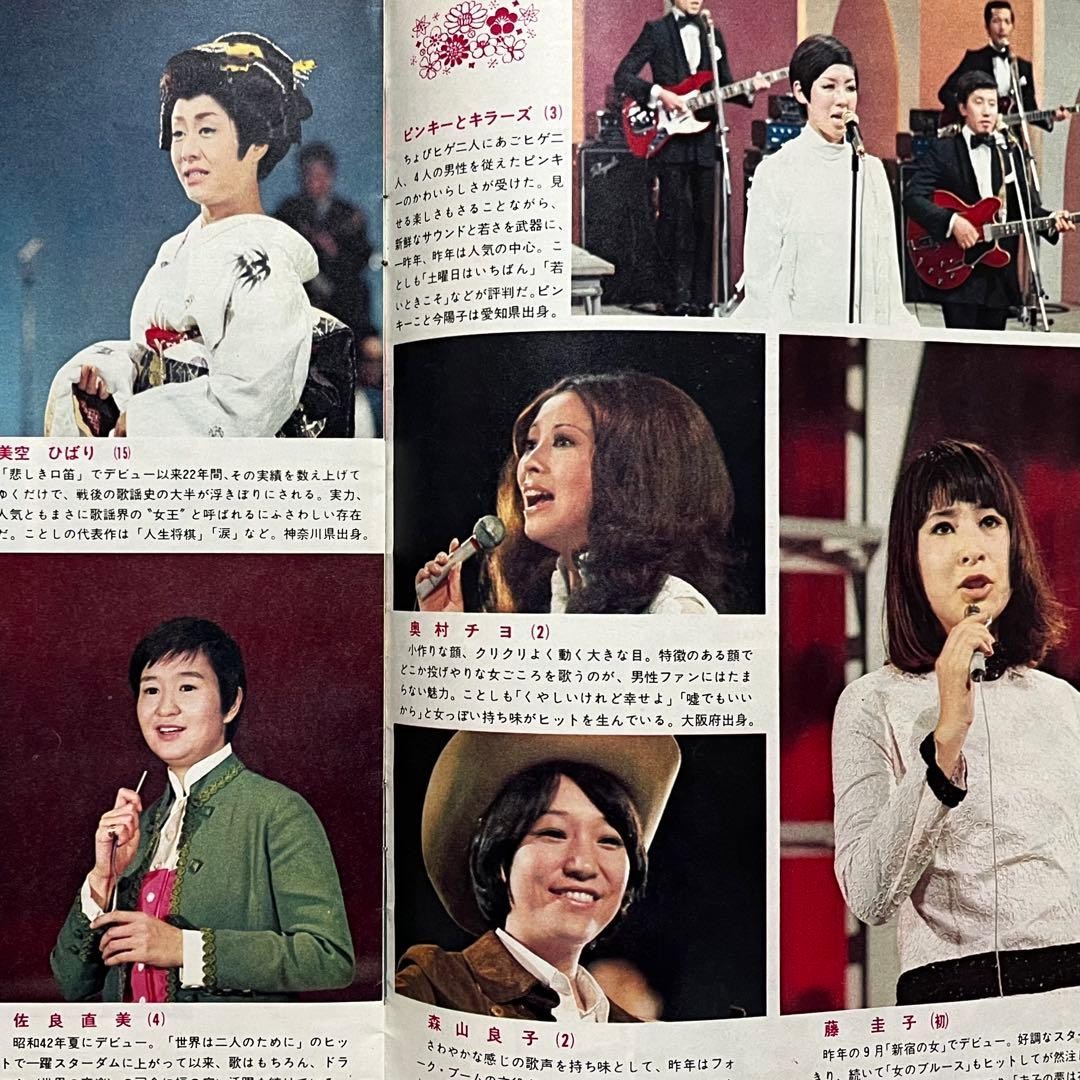 美空 ひばり (15)
「悲しき口笛」でデビュー以来22年間、その実績を数え上げて
ゆくだけで、戦後の歌謡史の大半が浮きぼりにされる。実力、
人気ともまさに歌謡界の“女王”と呼ばれるにふさわしい存在
だ。ことしの代表作は「人生将棋」「涙」など。神奈川県出身。
佐良直美 (4)
昭和42年夏にデビュー。「世界は二人のために」のヒッ
トで一躍スターダムに上がって以来、歌はもちろん、ドラ
ピンキーとキラーズ (3)
ちょびヒゲ二人にあごヒゲ二
人、4人の男性を従えたピンキ
ーのかわいらしさが受けた。見
せる楽しさもさることながら、
新鮮なサウンドと若さを武器に、
一昨年、昨年は人気の中心。こ
としも「土曜日はいちばん」「若
いときこそ」などが評判だ。ピン
キーこと今陽子は愛知県出身。
奥村チヨ (2)
小作りな顔、クリクリよく動く大きな目。特徴のある顔で
どこか投げやりな女ごころを歌うのが、男性ファンにはたま
らない魅力。ことしも「くやしいけれど幸せよ」「嘘でもいい
から」と女っぽい持ち味がヒットを生んでいる。大阪府出身。
森山良子 (2)
さわやかな感じの歌声を持ち味として、昨年はフォ
ーク・ブームの
藤 圭子 (初)
昨年の9月「新宿の女」でデビュー。好調なスタ
きり、続いて「女のブルース」もヒットしてが然注